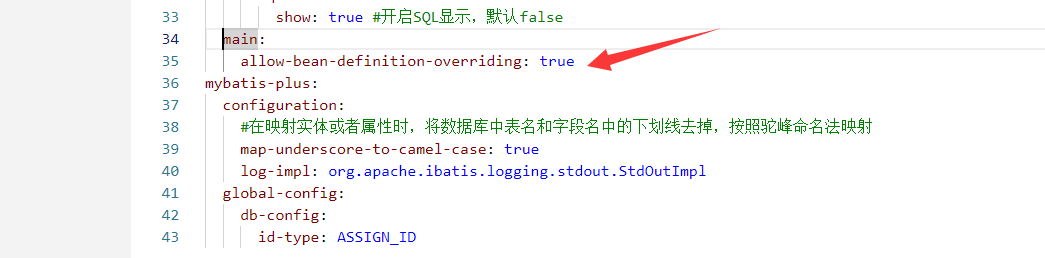 33 show: true #开启SQL显示，默认false
34 main:
35 allow-bean-definition-overriding: true
36 mybatis-plus:
37 configuration:
38 #在映射实体或者属性时，将数据库中表名和字段名中的下划线去掉，按照驼峰命名法映射
39 map-underscore-to-camel-case: true
40 log-impl: org.apache.ibatis.logging.stdout.StdOutImpl
41 global-config:
42 db-config:
43 id-type: ASSIGN_ID